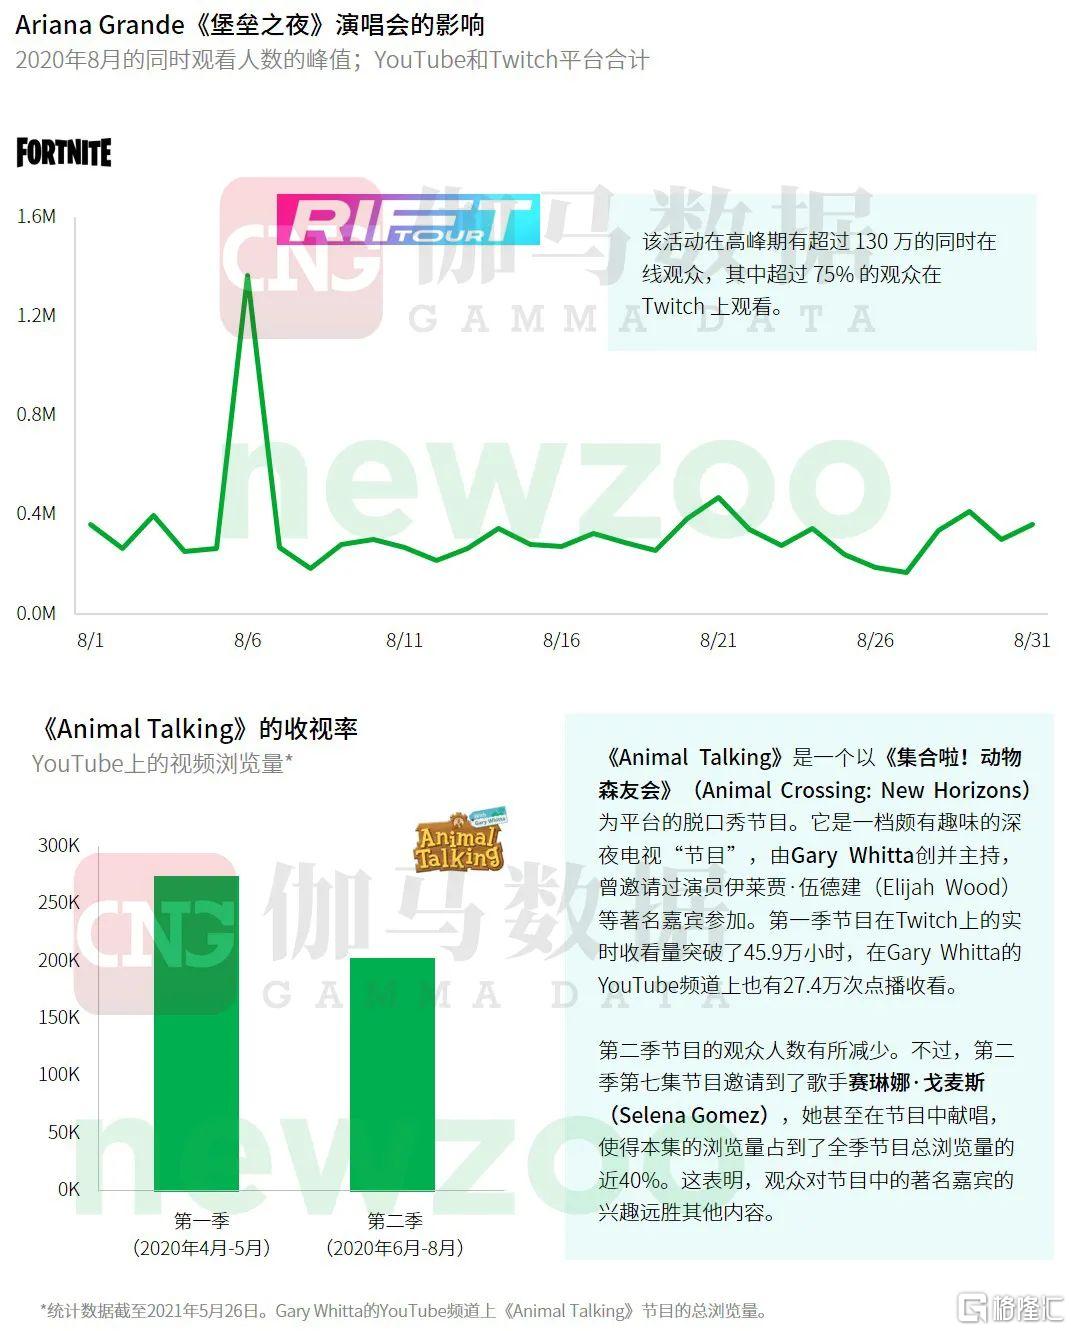 Ariana Grande《堡垒之夜》演唱会的影响
2020年8月的同时观看人数的峰值；YouTube和Twitch平台合计
FORTNITE
RIFT
TOUR
CNG
伽马数据
GAMMA DATA
该活动在高峰期有超过 130 万的同时在
线观众，其中超过 75% 的观众在
Twitch 上观看。
1.6M
1.2M
0.8M
0.4M
0.0M
newzoo
8/1
8/6
8/11
8/16
8/21
8/26
8/31
《Animal Talking》的收视率
YouTube上的视频浏览量*
With
Gary Whitta
Animal
Talking
300K
250K
200K
150K
100K
50K
0K
CNG
伽马数据
GAMMA DATA
newzoo
第一季
（2020年4月-5月）
第二季
（2020年6月-8月）
《Animal Talking》是一个以《集合啦！动物
森友会》（Animal Crossing: New Horizons）
为平台的脱口秀节目。它是一档颇有趣味的深
夜电视“节目”，由Gary Whitta创并主持，
曾邀请过演员伊莱贾·伍德建（Elijah Wood）
等著名嘉宾参加。第一季节目在Twitch上的实
时收看量突破了45.9万小时，在Gary Whitta的
YouTube频道上也有27.4万次点播收看。
第二季节目的观众人数有所减少。不过，第二
季第七集节目邀请到了歌手赛琳娜·戈麦斯
（Selena Gomez），她甚至在节目中献唱，
使得本集的浏览量占到了全季节目总浏览量的
近40%。这表明，观众对节目中的著名嘉宾的
兴趣远胜其他内容。
*统计数据截至2021年5月26日。Gary Whitta的YouTube频道上《Animal Talking》节目的总浏览量。
格隆汇